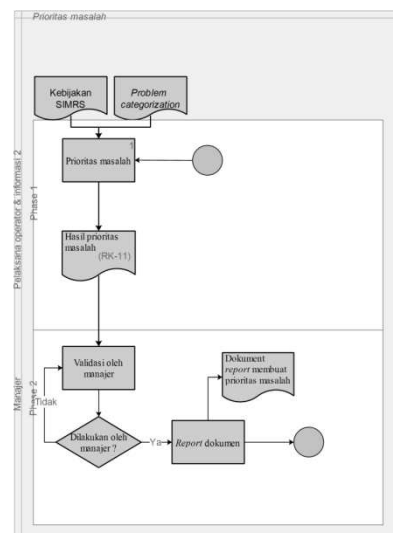 Prioritas masalah
Kebijakan
SIMRS
Problem
categorization
Pelaksana operator & informasi 2
Phase 1
1
Prioritas masalah
Hasil prioritas
masalah
(RK-11)
Manajer
Phase 2
Validasi oleh
manajer
Dokument
report membuat
prioritas masalah
Tidak
Dilakukan oleh
manajer ?
Ya
Report dokumen